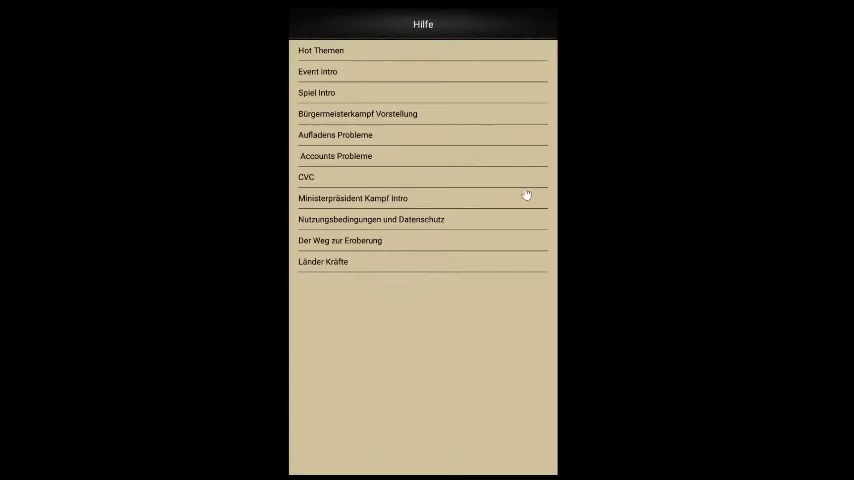 Hilfe
Hot Themen
Event Intro
Spiel Intro
Bürgermeisterkampf Vorstellung
Aufladens Probleme
Accounts Probleme
CVC
Ministerpräsident Kampf Intro
Nutzungsbedingungen und Datenschutz
Der Weg zur Eroberung
Länder Kräfte